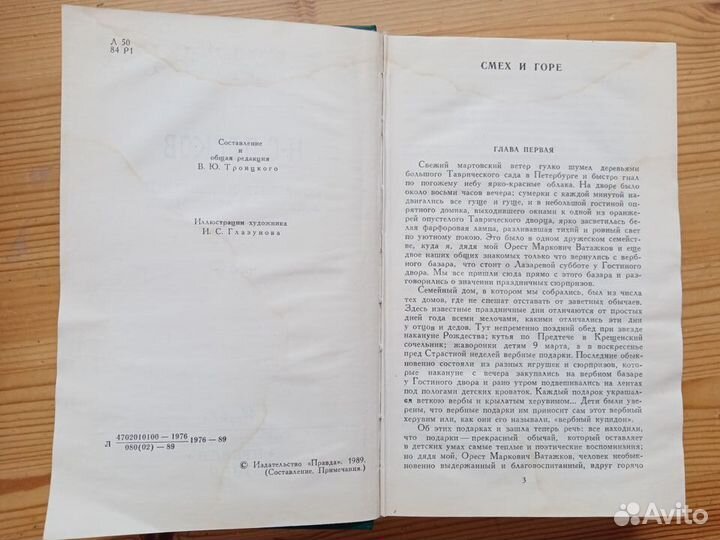 Л 50
84 Р1
Составление
и
общая редакция
В. Ю. Троицкого
Иллюстрации художника
И. С. Глазунова
Л 4702010100—1976 1976—89
080(02)—89
© Издательство «Правда», 1989.
(Составление. Примечания.)
СМЕХ И ГОРЕ
ГЛАВА ПЕРВАЯ
Свежий мартовский ветер гулко шумел деревьями
большого Таврического сада в Петербурге и быстро гнал
по погожему небу ярко-красные облака. На дворе было
около восьми часов вечера; сумерки с каждой минутой на-
двигались все гуще и гуще, и в небольшой гостиной оп-
рятного домика, выходившего окнами к одной из оранже-
рей опустелого Таврического дворца, ярко засветилась бе-
лая фарфоровая лампа, разливавшая тихий и ровный свет
по уютному покою. Это было в одном дружеском семейст-
ве, куда я, дядя мой Орест Маркович Ватажков и еще
двое наших общих знакомых только что вернулись с верб-
ного базара, что стоит о Лазаревой субботе у Гостиного
двора. Мы все пришли сюда прямо с этого базара и раз-
говорились о значении праздничных сюрпризов.
Семейный дом, в котором мы собрались, был из числа
тех домов, где не спешат отставать от заветных обычаев.
Здесь известные праздничные дни отличаются от простых
дней года всеми мелочами, какими отличались эти дни
у отцов и дедов. Тут непременно поздний обед при звезде
накануне Рождества; кутья по Предтече в Крещенский
сочельник; жаворонки детям 9 марта, а в воскресенье
пред Страстной неделей вербные подарки. Последние обык-
новенно состояли из разных игрушек и сюрпризов, кото-
рые накануне с вечера закупались на вербном базаре
у Гостиного двора и рано утром подвешивались на лентах
под пологами детских кроваток. Каждый подарок украшал-
ся веткою вербы и крылатым херувимом... Дети были уве-
рены, что вербные подарки им приносит сам этот вербный
херувим или, как они его называли, «вербный купидон».
Об этих подарках и зашла теперь речь: все находили,
что подарки — прекрасный обычай, который оставляет
в детских умах самые теплые и поэтические воспоминания;
но дядя мой, Орест Маркович Ватажков, человек необык-
новенно выдержанный и благовоспитанный, вдруг горячо
3
Avito